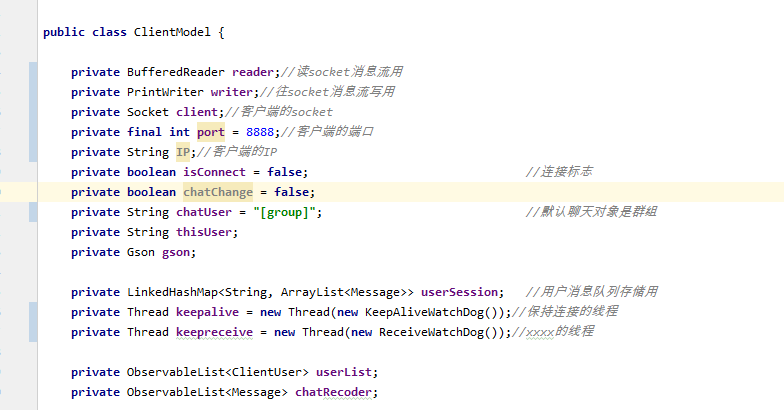 public class ClientModel {
private BufferedReader reader;//读socket消息流用
private PrintWriter writer;//往socket消息流写用
private Socket client;//客户端的socket
private final int port = 8888;//客户端的端口
private String IP;//客户端的IP
private boolean isConnect = false; //连接标志
private boolean chatChange = false;
private String chatUser = "[group]"; //默认聊天对象是群組
private String thisUser;
private Gson gson;
private LinkedHashMap<String, ArrayList<Message>> userSession; //用户消息队列存储用
private Thread keepalive = new Thread(new KeepAliveWatchDog());//保持连接的线程
private Thread keepreceive = new Thread(new ReceiveWatchDog());//xxxx的线程
private ObservableList<ClientUser> userList;
private ObservableList<Message> chatRecoder;